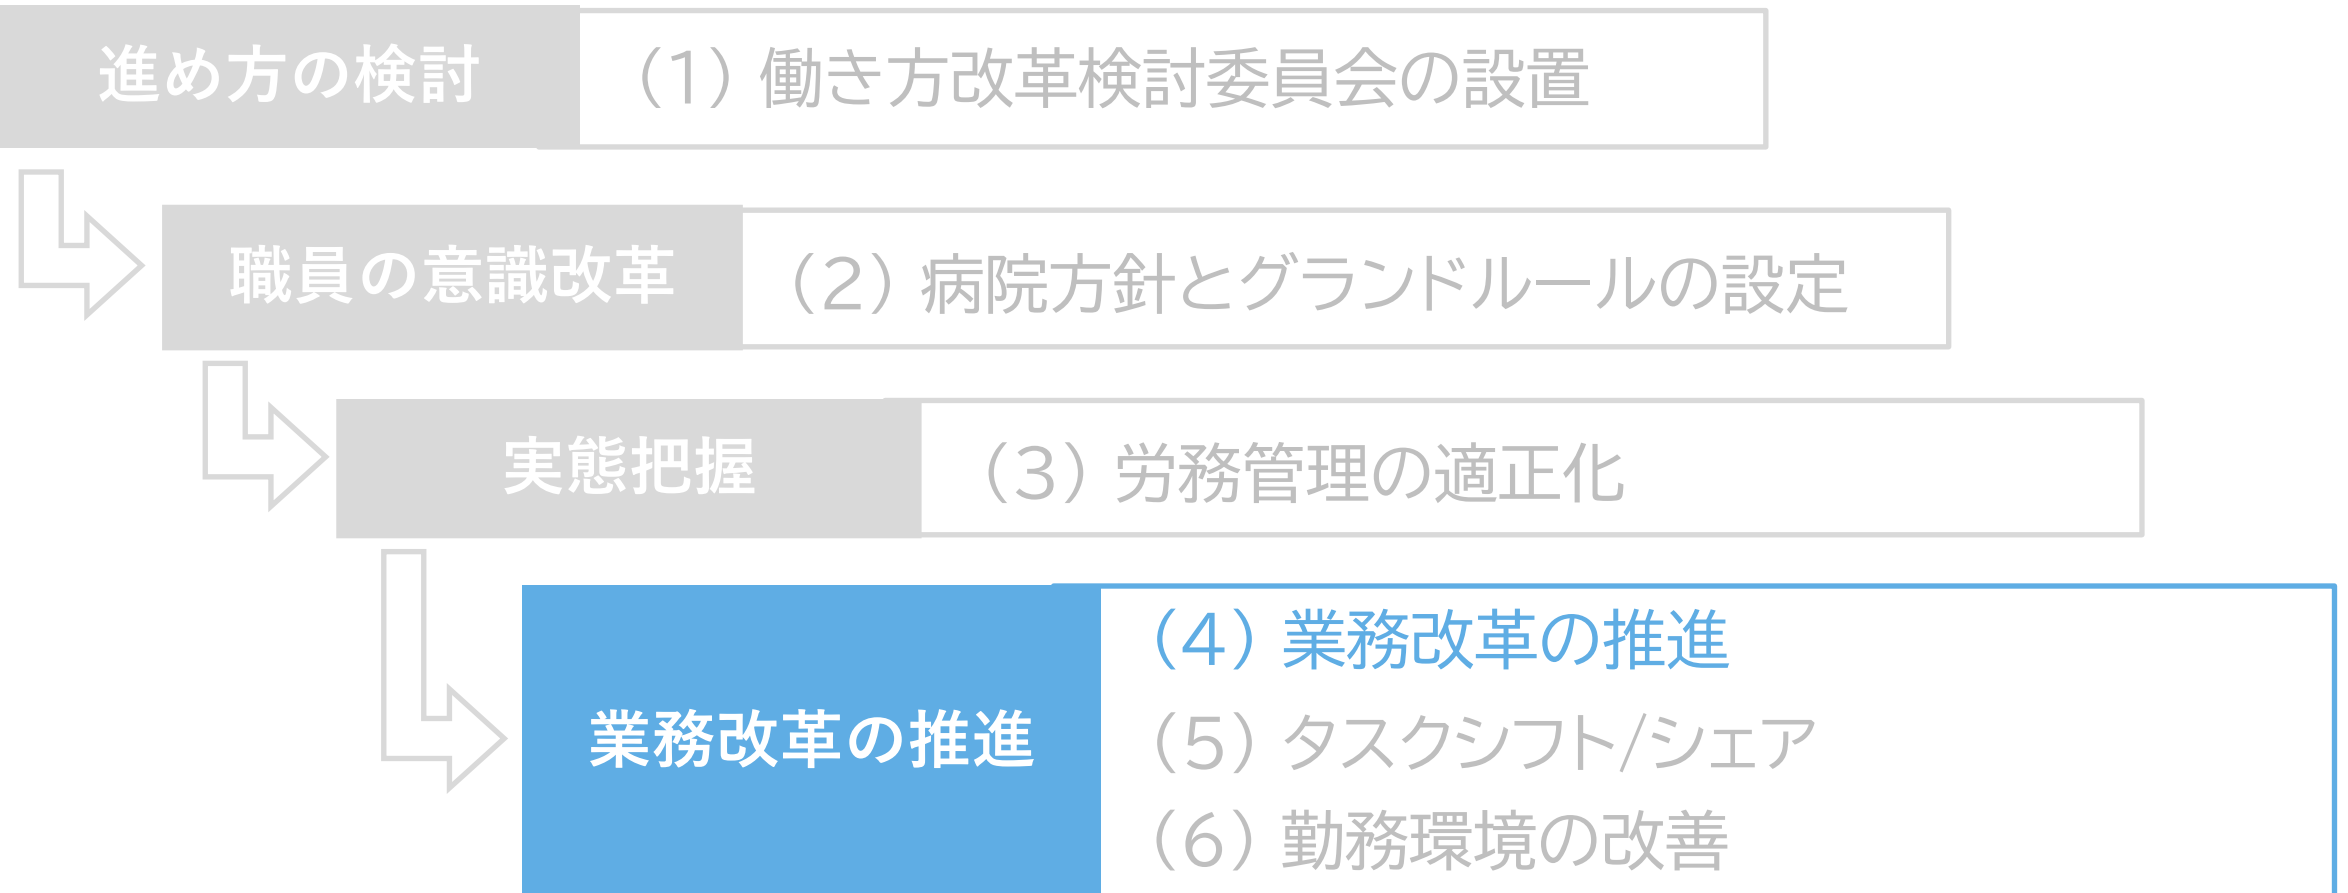 進め方の検討
（1）働き方改革検討委員会の設置
職員の意識改革
（2）病院方針とグランドルールの設定
実態把握
（3）労務管理の適正化
業務改革の推進
（4）業務改革の推進
（5）タスクシフト/シェア
（6）勤務環境の改善